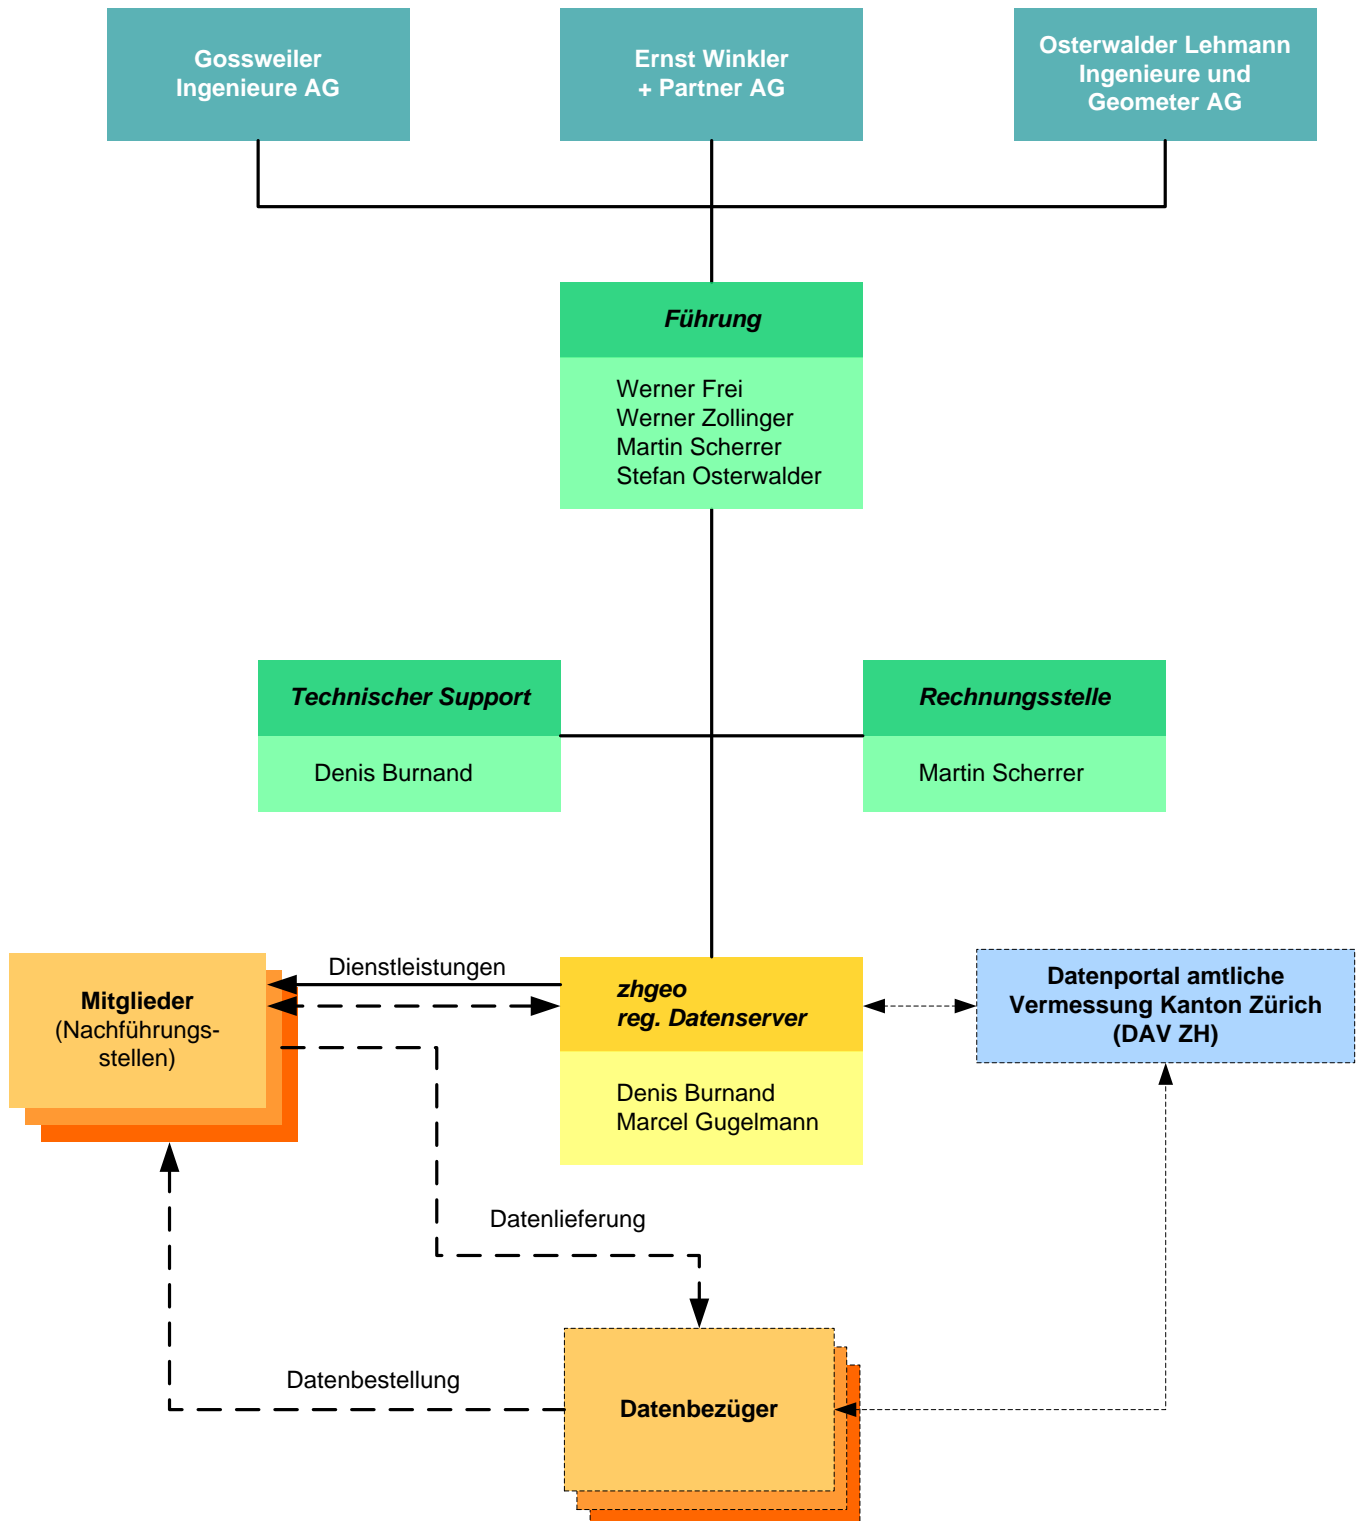 Gossweiler
Ingenieure AG
Ernst Winkler
+ Partner AG
Osterwalder Lehmann
Ingenieure und
Geometer AG
Führung
Werner Frei
Werner Zollinger
Martin Scherrer
Stefan Osterwalder
Technischer Support
Denis Burnand
Rechnungsstelle
Martin Scherrer
Mitglieder
(Nachführungs-
stellen)
Dienstleistungen
zhgeo
reg. Datenserver
Denis Burnand
Marcel Gugelmann
Datenportal amtliche
Vermessung Kanton Zürich
(DAV ZH)
Datenlieferung
Datenbestellung
Datenbezüger